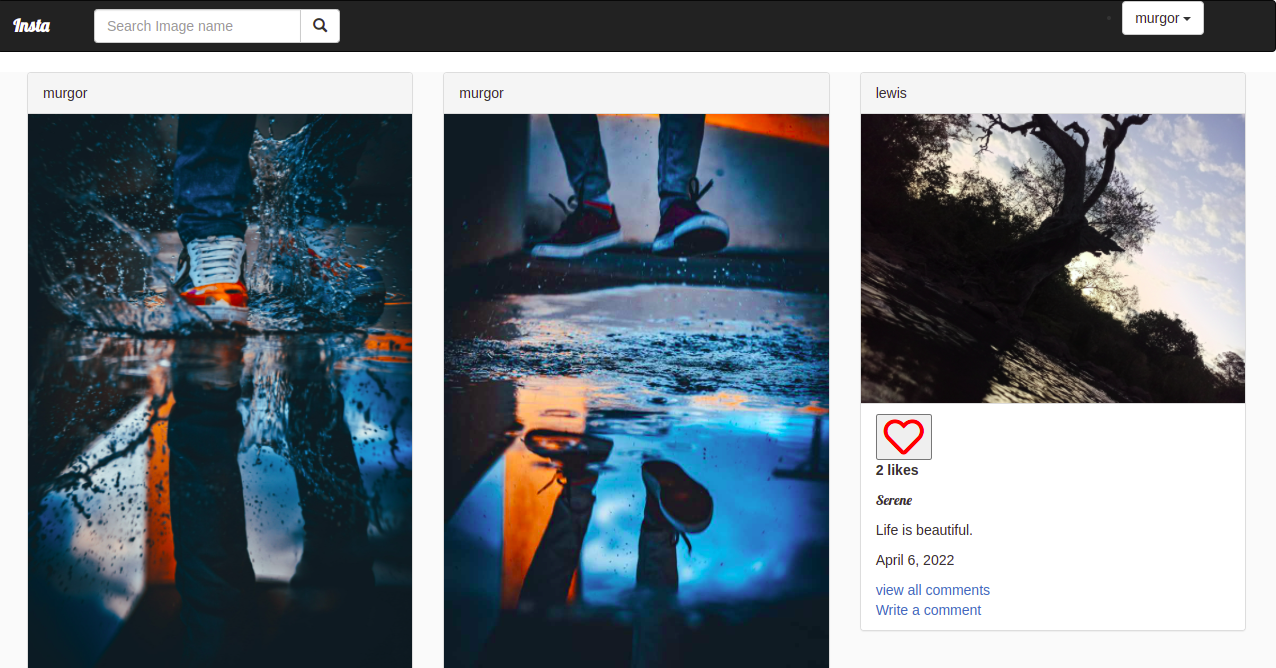 Insta
Search Image name
murgor
murgor
murgor
lewis
2 likes
Serene
Life is beautiful.
April 6, 2022
view all comments
Write a comment